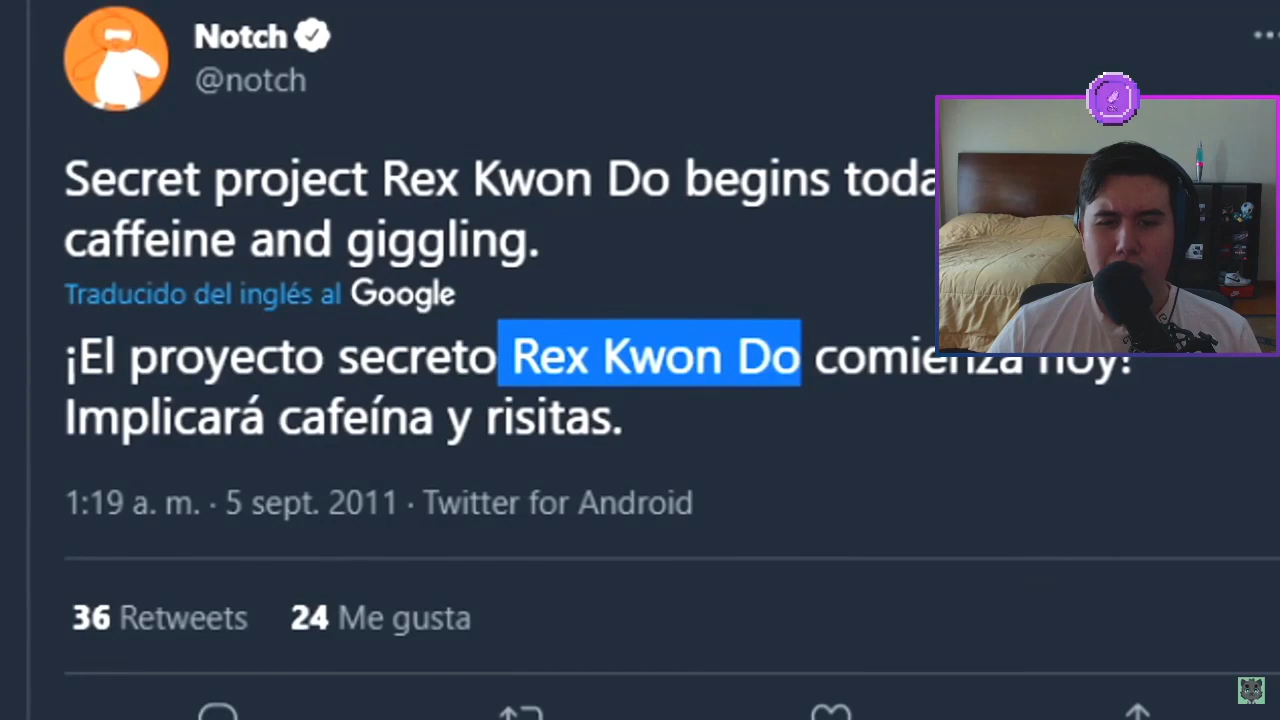 Notch
@notch
Secret project Rex Kwon Do begins
caffeine and giggling.
Traducido del inglés al Google
¡El proyecto secreto Rex Kwon Do comienza hoy!
Implicará cafeína y risitas.
1:19 a. m. · 5 sept. 2011 · Twitter for Android
36 Retweets 24 Me gusta